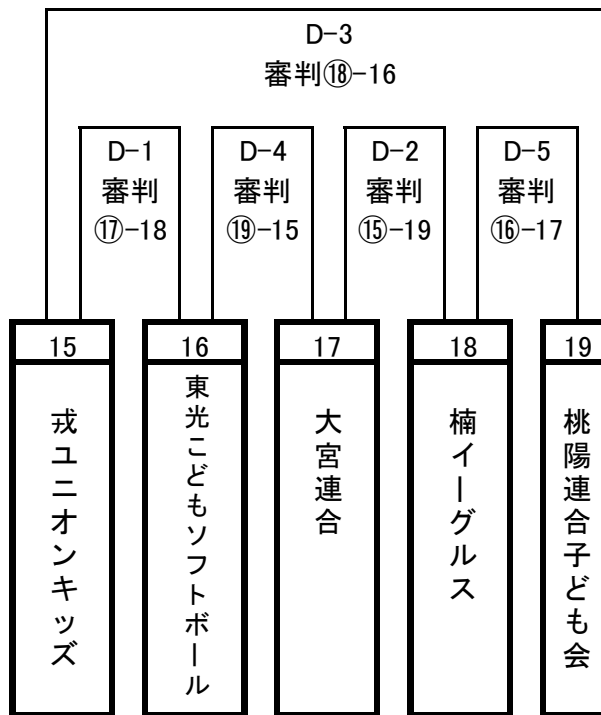 D-3
審判⑱-16
D-1
審判
⑰-18
D-4
審判
⑲-15
D-2
審判
⑮-19
D-5
審判
⑯-17
15
16
17
18
19
戎ユニオンキッズ
東光こどもソフトボール
大宮連合
楠イーグルス
桃陽連合子ども会